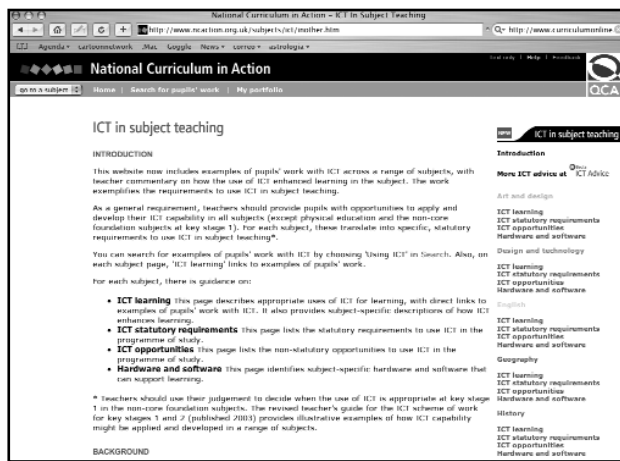 National Curriculum in Action – ICT In Subject Teaching
http://www.ncaction.org.uk/subjects/ict/inother.htm
Q- http://www.curriculumonline
Agenda cartoonnetwork .Mac Goggle News correo astrologia
National Curriculum in Action
text only | Help | Feedback
QCA
go to a subject
Home | Search for pupils' work | My portfolio
ICT in subject teaching
INTRODUCTION
This website now includes examples of pupils' work with ICT across a range of subjects, with
teacher commentary on how the use of ICT enhanced learning in the subject. The work
exemplifies the requirements to use ICT in subject teaching.
As a general requirement, teachers should provide pupils with opportunities to apply and
develop their ICT capability in all subjects (except physical education and the non-core
foundation subjects at key stage 1). For each subject, these translate into specific, statutory
requirements to use ICT in subject teaching*.
You can search for examples of pupils' work with ICT by choosing 'Using ICT' in Search. Also, on
each subject page, 'ICT learning' links to examples of pupils' work.
For each subject, there is guidance on:
• ICT learning This page describes appropriate uses of ICT for learning, with direct links to
examples of pupils' work with ICT. It also provides subject-specific descriptions of how ICT
enhances learning.
• ICT statutory requirements This page lists the statutory requirements to use ICT in the
programme of study.
• ICT opportunities This page lists the non-statutory opportunities to use ICT in the
programme of study.
• Hardware and software This page identifies subject-specific hardware and software that
can support learning.
* Teachers should use their judgement to decide when the use of ICT is appropriate at key stage
1 in the non-core foundation subjects. The revised teacher's guide for the ICT scheme of work
for key stages 1 and 2 (published 2003) provides illustrative examples of how ICT capability
might be applied and developed in a range of subjects.
BACKGROUND
NEW
ICT in subject teaching
Introduction
More ICT advice at ICT Advice
Art and design
ICT learning
ICT statutory requirements
ICT opportunities
Hardware and software
Design and technology
ICT learning
ICT statutory requirements
ICT opportunities
Hardware and software
English
ICT learning
ICT statutory requirements
ICT opportunities
Hardware and software
Geography
ICT learning
ICT statutory requirements
ICT opportunities
Hardware and software
History
ICT learning
ICT statutory requirements
ICT opportunities
Hardware and software